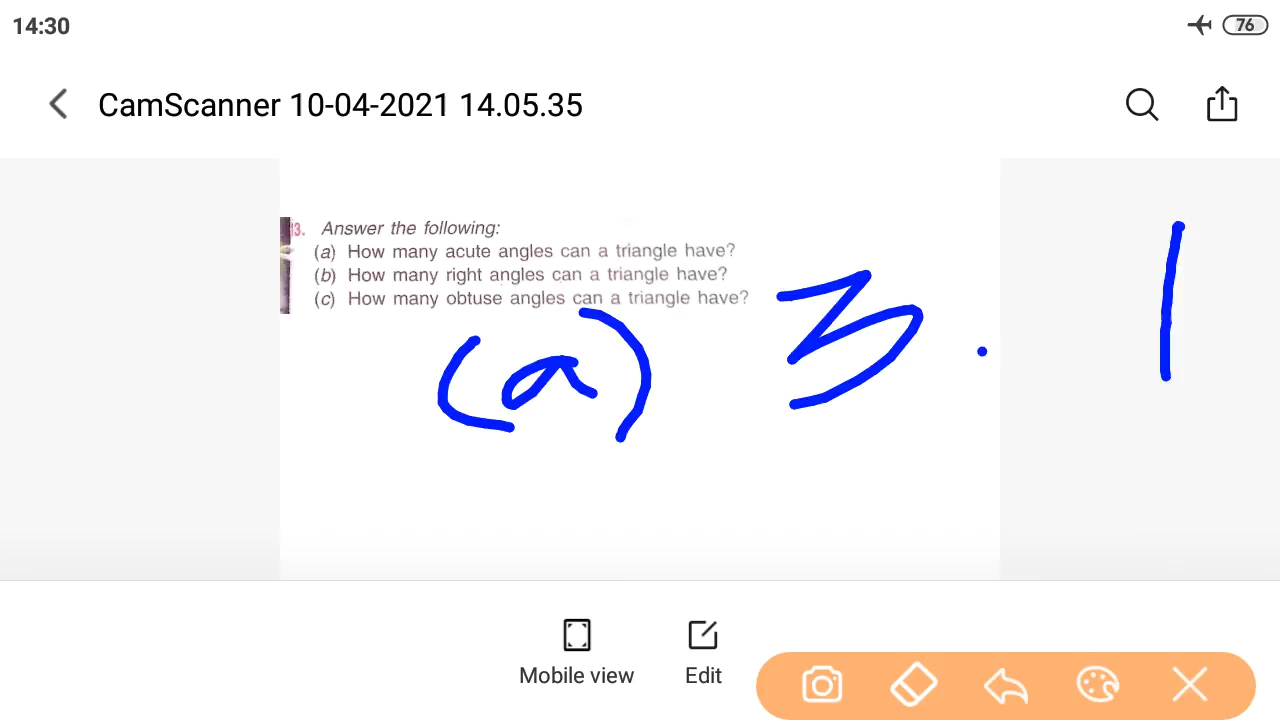 14:30
76
CamScanner 10-04-2021 14.05.35
13. Answer the following:
(a) How many acute angles can a triangle have?
(b) How many right angles can a triangle have?
(c) How many obtuse angles can a triangle have?
(a) 3. 1
Mobile view
Edit